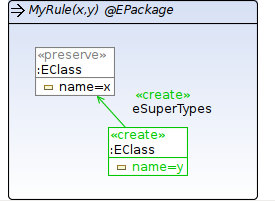 MyRule(x,y) @EPackage
«preserve»
:EClass
name=x
«create»
eSuperTypes
«create»
:EClass
name=y